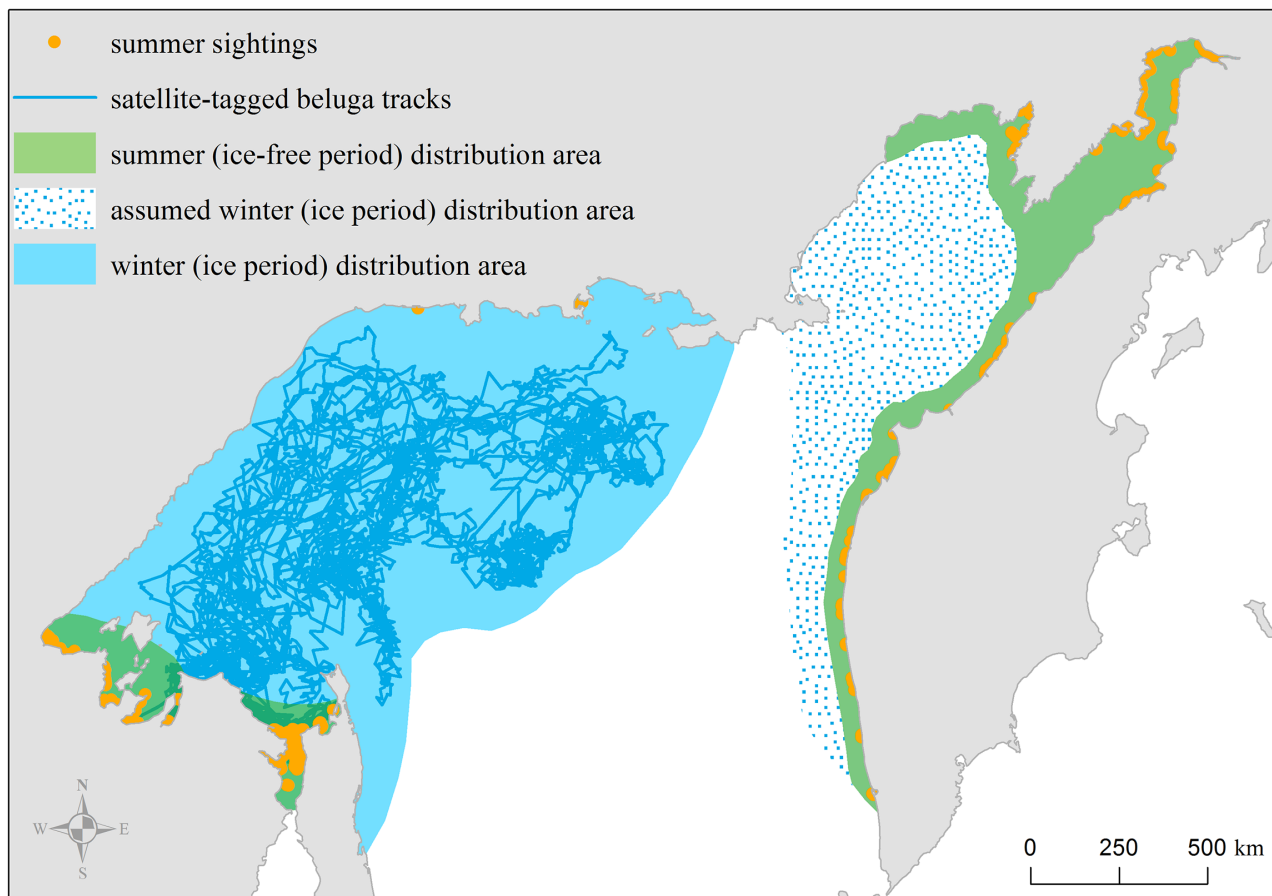 summer sightings
satellite-tagged beluga tracks
summer (ice-free period) distribution area
assumed winter (ice period) distribution area
winter (ice period) distribution area
N
W E
S
0 250 500 km